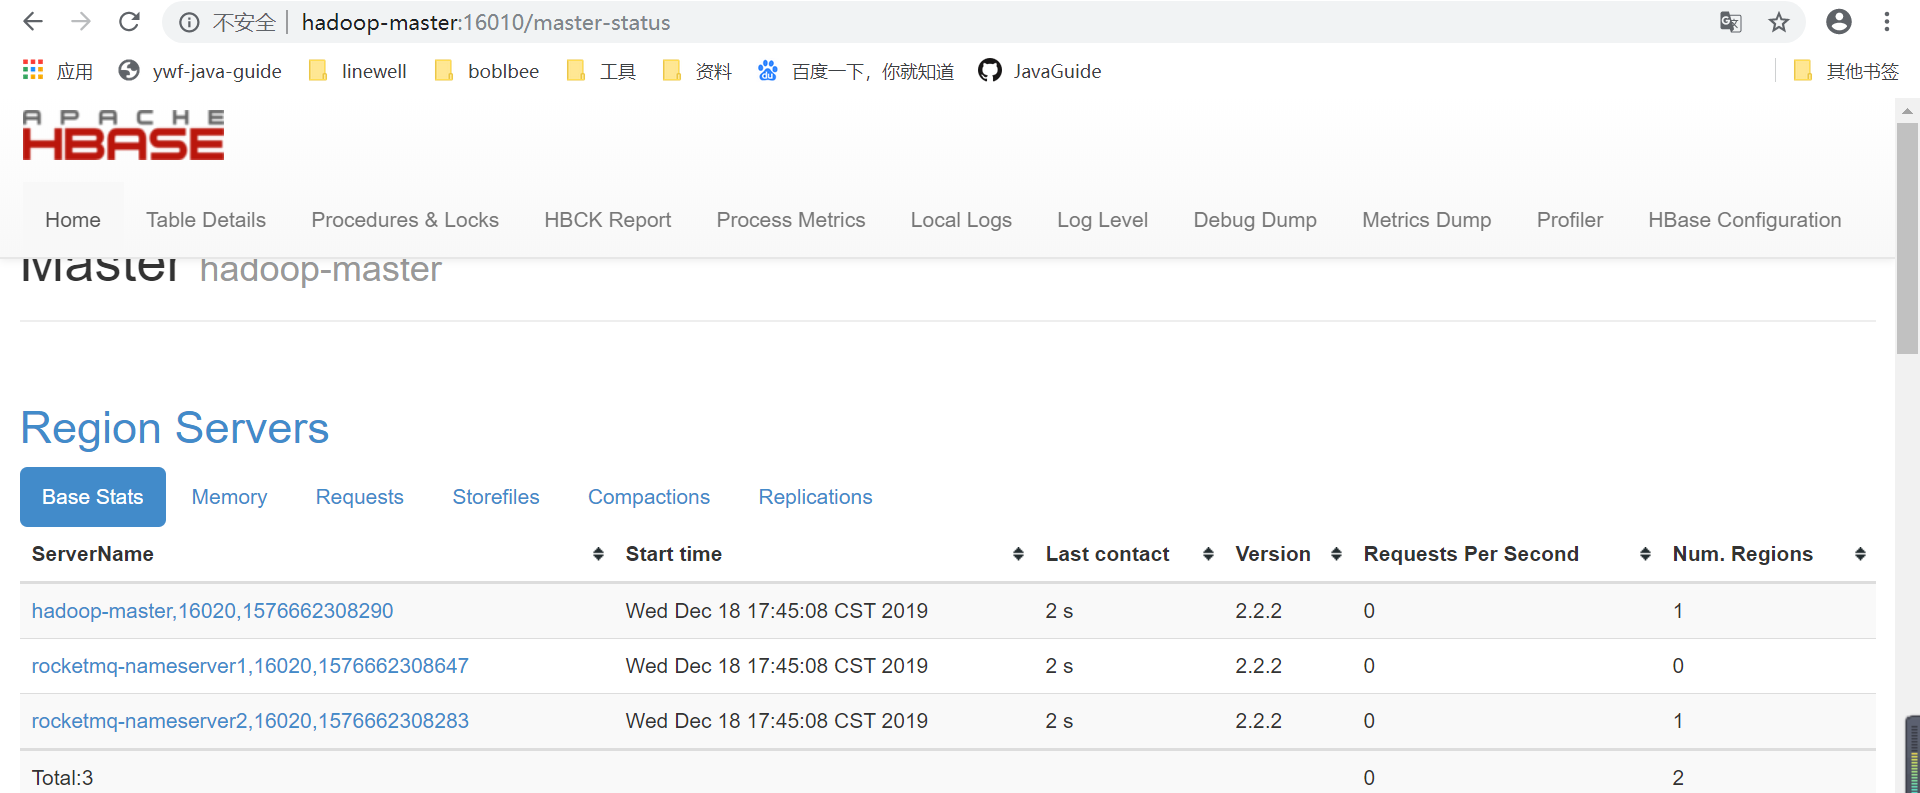 不安全 hadoop-master:16010/master-status
应用 ywf-java-guide linewell boblbee 工具 资料 百度一下，你就知道 JavaGuide 其他书签
APACHE
HBASE
Home Table Details Procedures & Locks HBCK Report Process Metrics Local Logs Log Level Debug Dump Metrics Dump Profiler HBase Configuration
Master hadoop-master
Region Servers
Base Stats Memory Requests Storefiles Compactions Replications
ServerName Start time Last contact Version Requests Per Second Num. Regions
hadoop-master,16020,1576662308290 Wed Dec 18 17:45:08 CST 2019 2 s 2.2.2 0 1
rocketmq-nameserver1,16020,1576662308647 Wed Dec 18 17:45:08 CST 2019 2 s 2.2.2 0 0
rocketmq-nameserver2,16020,1576662308283 Wed Dec 18 17:45:08 CST 2019 2 s 2.2.2 0 1
Total:3 0 2